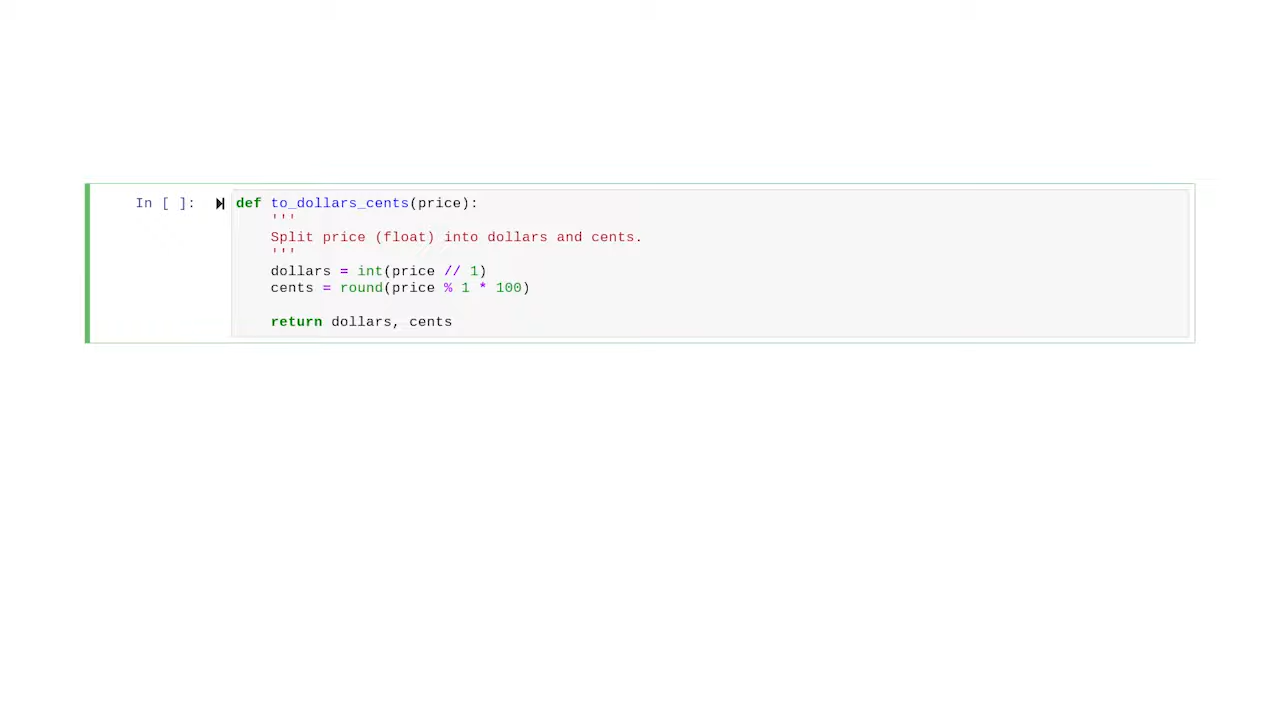 In [ ]: def to_dollars_cents(price):
'''
Split price (float) into dollars and cents.
'''
dollars = int(price // 1)
cents = round(price % 1 * 100)
return dollars, cents